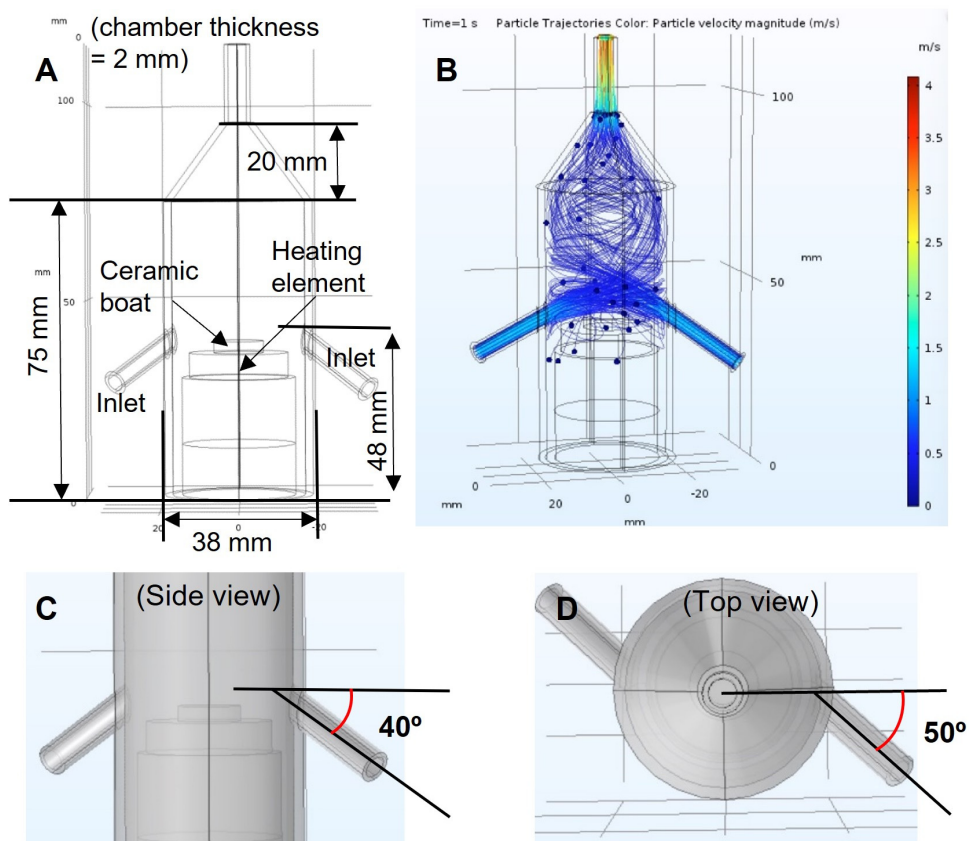 (chamber thickness
= 2 mm)
A
mm
0
100
20 mm
Heating
element
Ceramic
boat
mm
50
75 mm
Inlet
Inlet
48 mm
0
20
0
-20
38 mm
Time=1 s Particle Trajectories Color: Particle velocity magnitude (m/s)
B
m/s
4
3.5
3
2.5
2
1.5
1
0.5
0
100
50
mm
0
mm
0
20
0
-20
mm
C
(Side view)
40º
D
(Top view)
50º